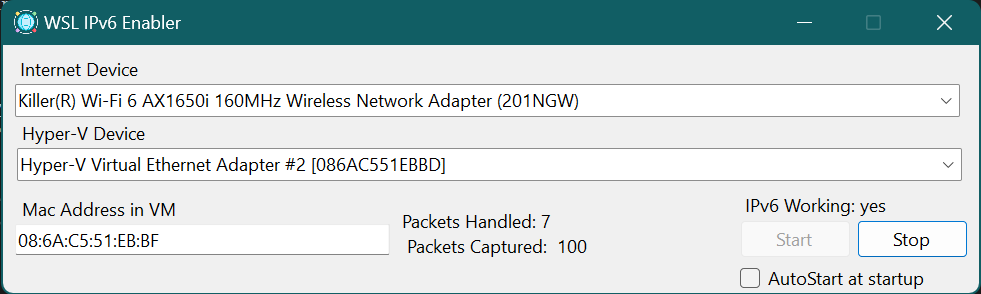 WSL IPv6 Enabler
Internet Device
Killer(R) Wi-Fi 6 AX1650i 160MHz Wireless Network Adapter (201NGW)
Hyper-V Device
Hyper-V Virtual Ethernet Adapter #2 [086AC551EBBD]
Mac Address in VM
08:6A:C5:51:EB:BF
Packets Handled: 7
Packets Captured: 100
IPv6 Working: yes
Start
Stop
AutoStart at startup